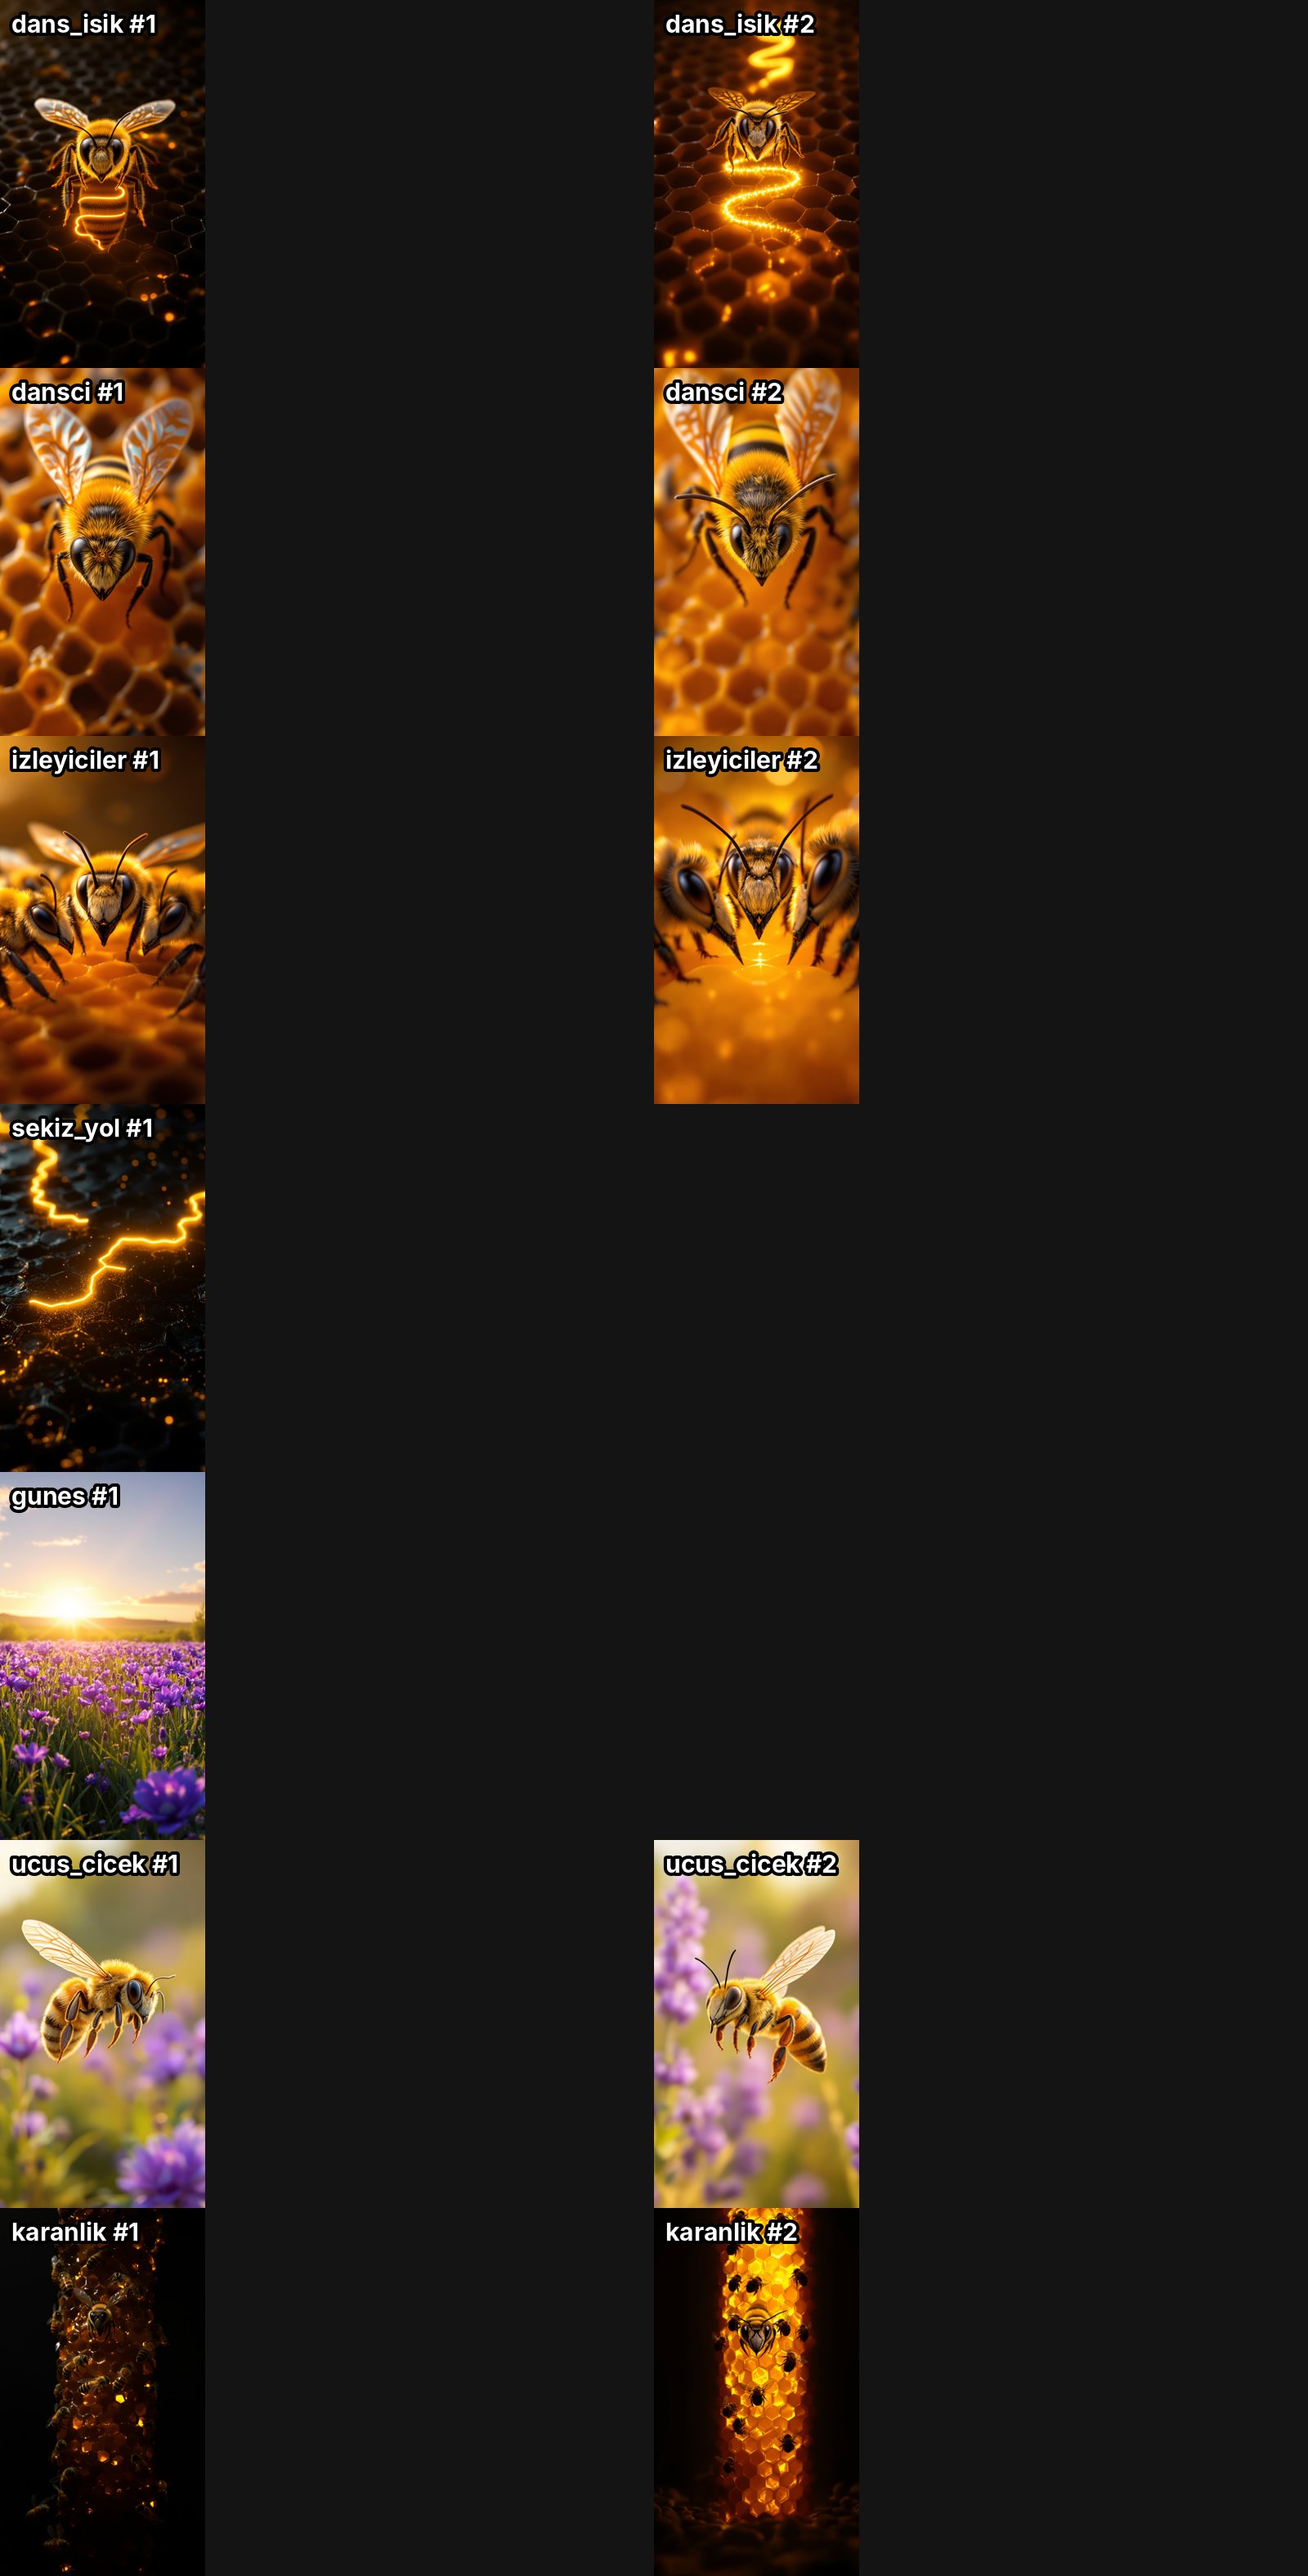 dans_isik #1
dans_isik #2
dansci #1
dansci #2
izleyiciler #1
izleyiciler #2
sekiz_yol #1
gunes #1
ucus_cicek #1
ucus_cicek #2
karanlik #1
karanlik #2